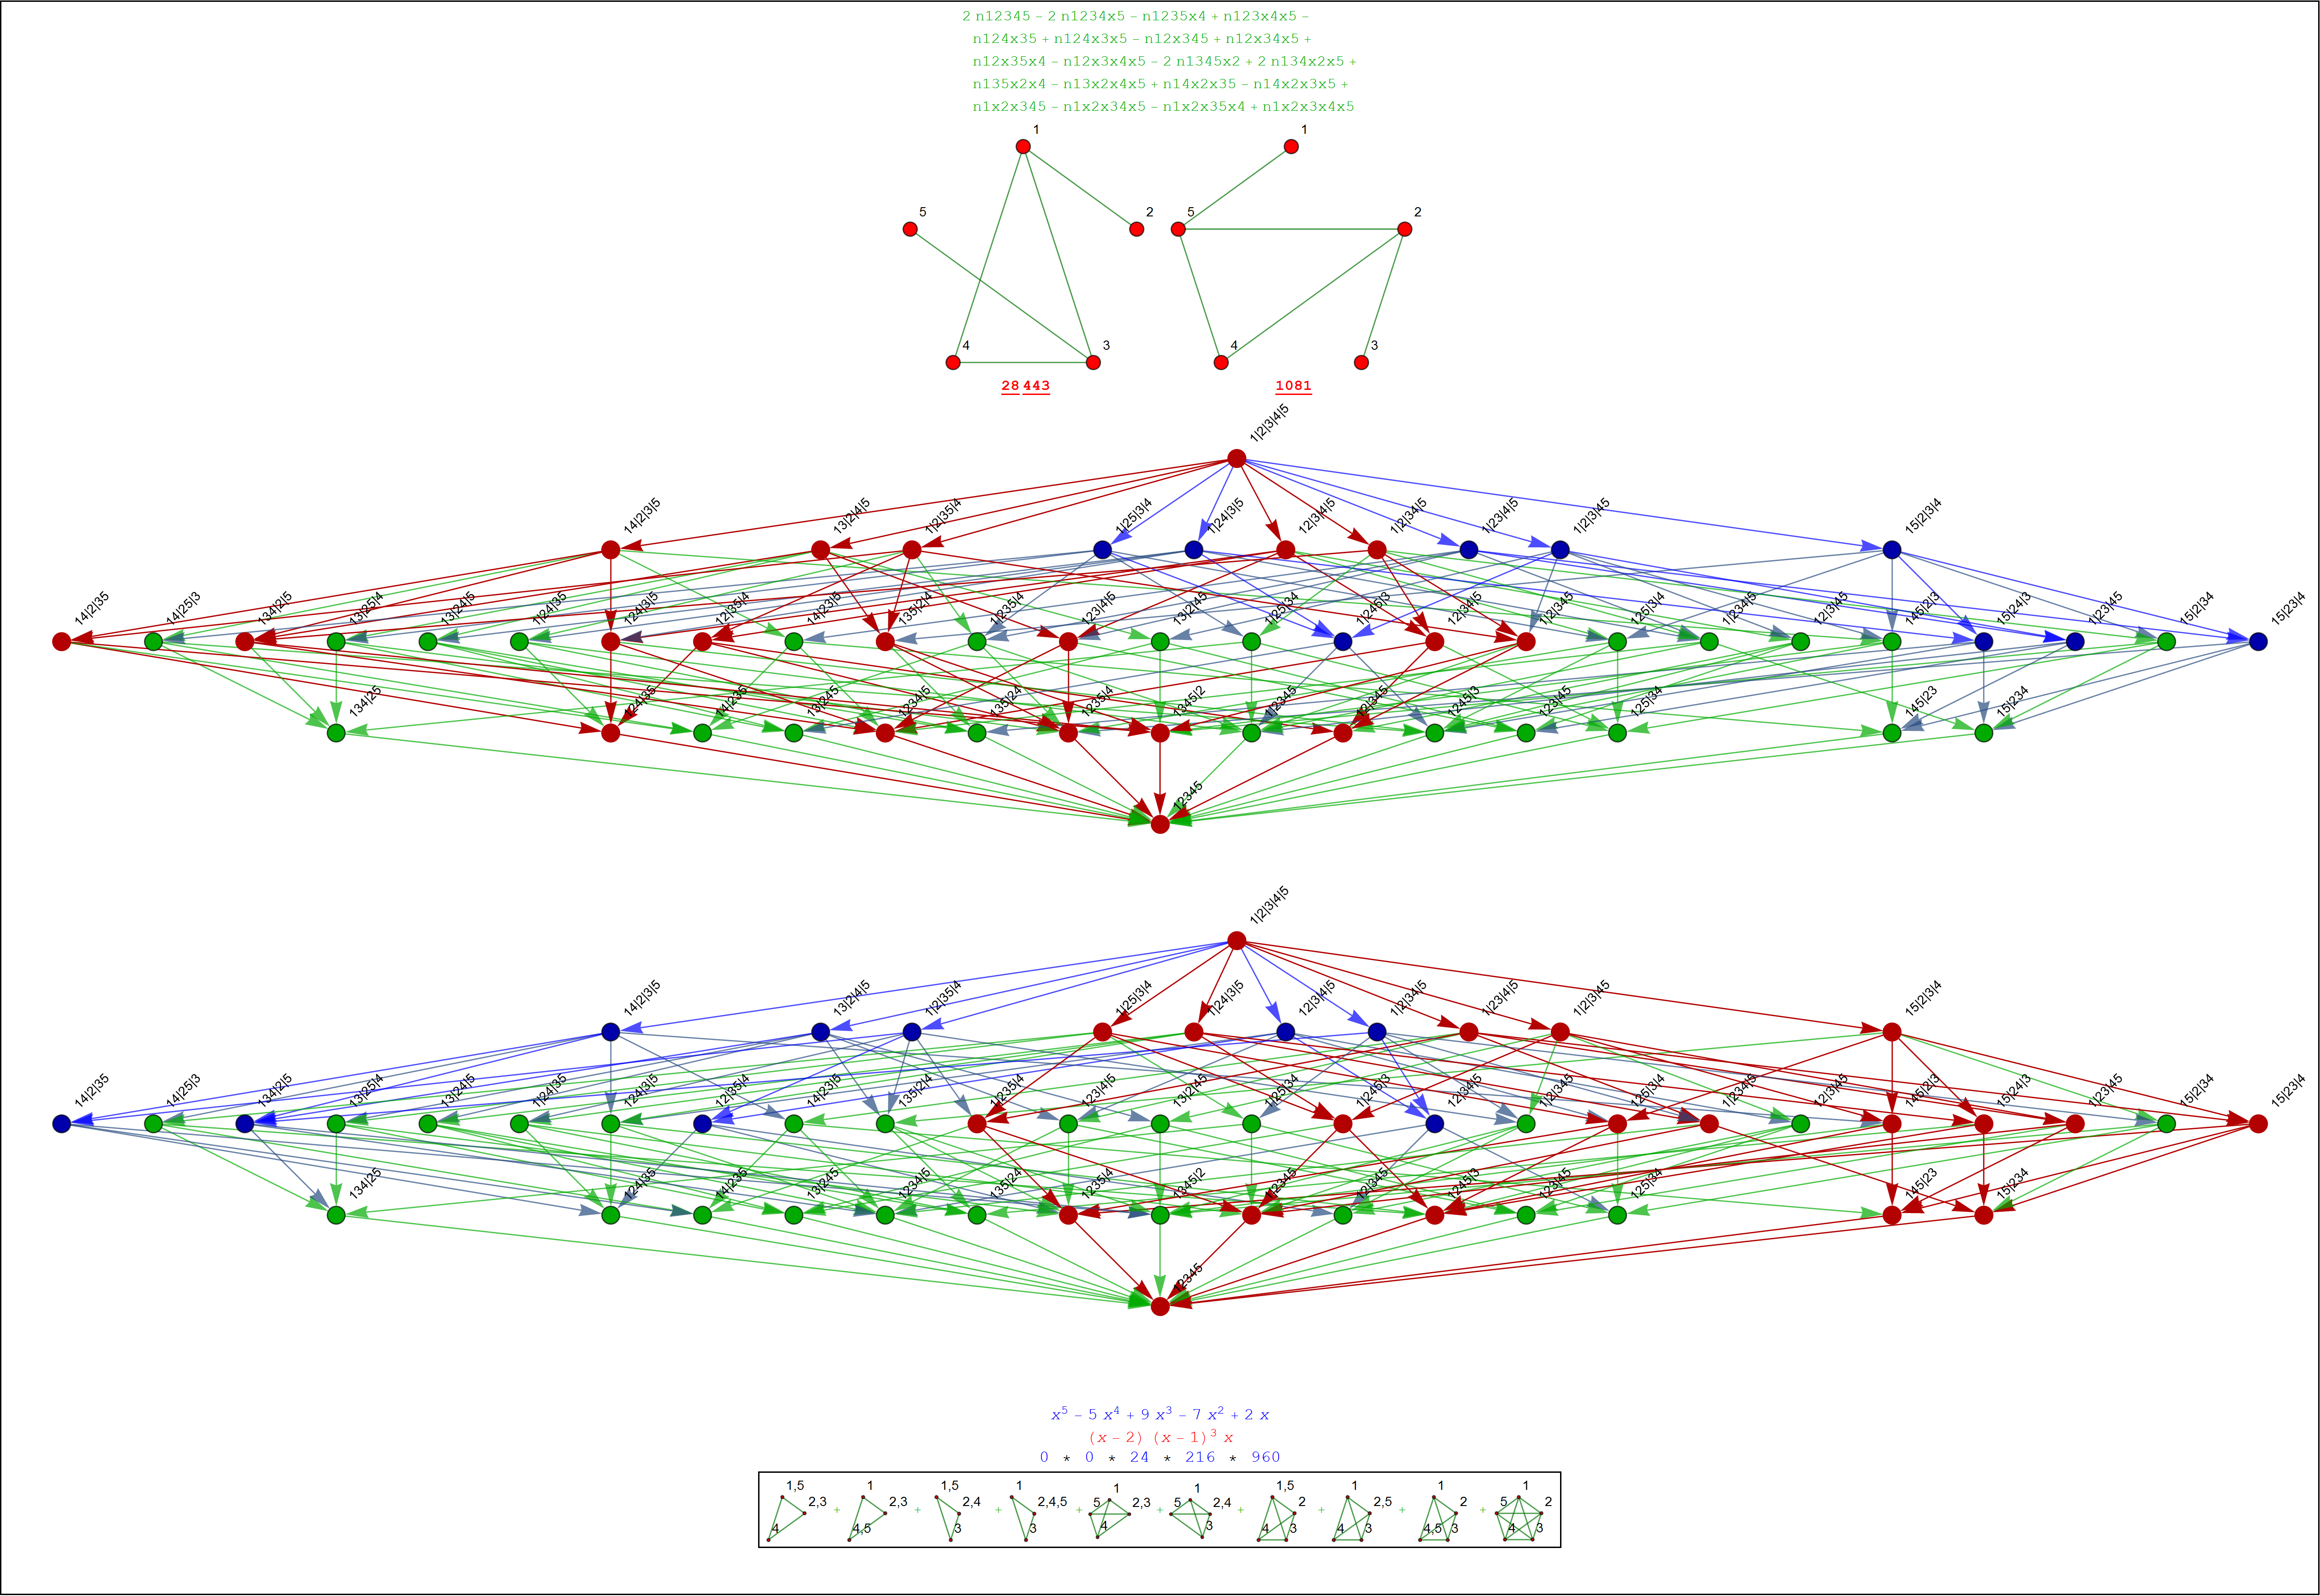 2 n12345 – 2 n1234x5 – n1235x4 + n123x4x5 –
n124x35 + n124x3x5 – n12x345 + n12x34x5 +
n12x35x4 – n12x3x4x5 – 2 n1345x2 + 2 n134x2x5 +
n135x2x4 – n13x2x4x5 + n14x2x35 – n14x2x3x5 +
n1x2x345 – n1x2x34x5 – n1x2x35x4 + n1x2x3x4x5
1 1
5 2 5 2
4 3 4 3
28 443 1081
1|2|3|4|5
14|2|3|5 13|2|4|5 1|2|35|4 1|25|3|4 1|24|3|5 12|3|4|5 1|2|34|5 1|23|4|5 1|2|3|45 15|2|3|4
14|2|35 14|25|3 134|2|5 13|25|4 13|24|5 1|24|35 124|3|5 12|35|4 14|23|5 135|2|4 1|235|4 123|4|5 13|2|45 1|25|34 1|245|3 12|34|5 1|2|345 125|3|4 1|234|5 12|3|45 145|2|3 15|24|3 1|23|45 15|2|34 15|23|4
134|25 124|35 14|235 13|245 1234|5 135|24 1235|4 1345|2 1|2345 12|345 1245|3 123|45 125|34 145|23 15|234
12345
1|2|3|4|5
14|2|3|5 13|2|4|5 1|2|35|4 1|25|3|4 1|24|3|5 12|3|4|5 1|2|34|5 1|23|4|5 1|2|3|45 15|2|3|4
14|2|35 14|25|3 134|2|5 13|25|4 13|24|5 1|24|35 124|3|5 12|35|4 14|23|5 135|2|4 1|235|4 123|4|5 13|2|45 1|25|34 1|245|3 12|34|5 1|2|345 125|3|4 1|234|5 12|3|45 145|2|3 15|24|3 1|23|45 15|2|34 15|23|4
134|25 124|35 14|235 13|245 1234|5 135|24 1235|4 1345|2 1|2345 12|345 1245|3 123|45 125|34 145|23 15|234
12345
x⁵ – 5 x⁴ + 9 x³ – 7 x² + 2 x
(x – 2) (x – 1)³ x
0 * 0 * 24 * 216 * 960
1,5 2,3 4 + 1 2,3 4,5 + 1,5 2,4 3 + 1 2,4,5 3 + 1 5 2,3 4 + 1 5 2,4 3 + 1,5 2 4 3 + 1 2,5 4 3 + 1 2 4,5 3 + 1 5 2 4 3